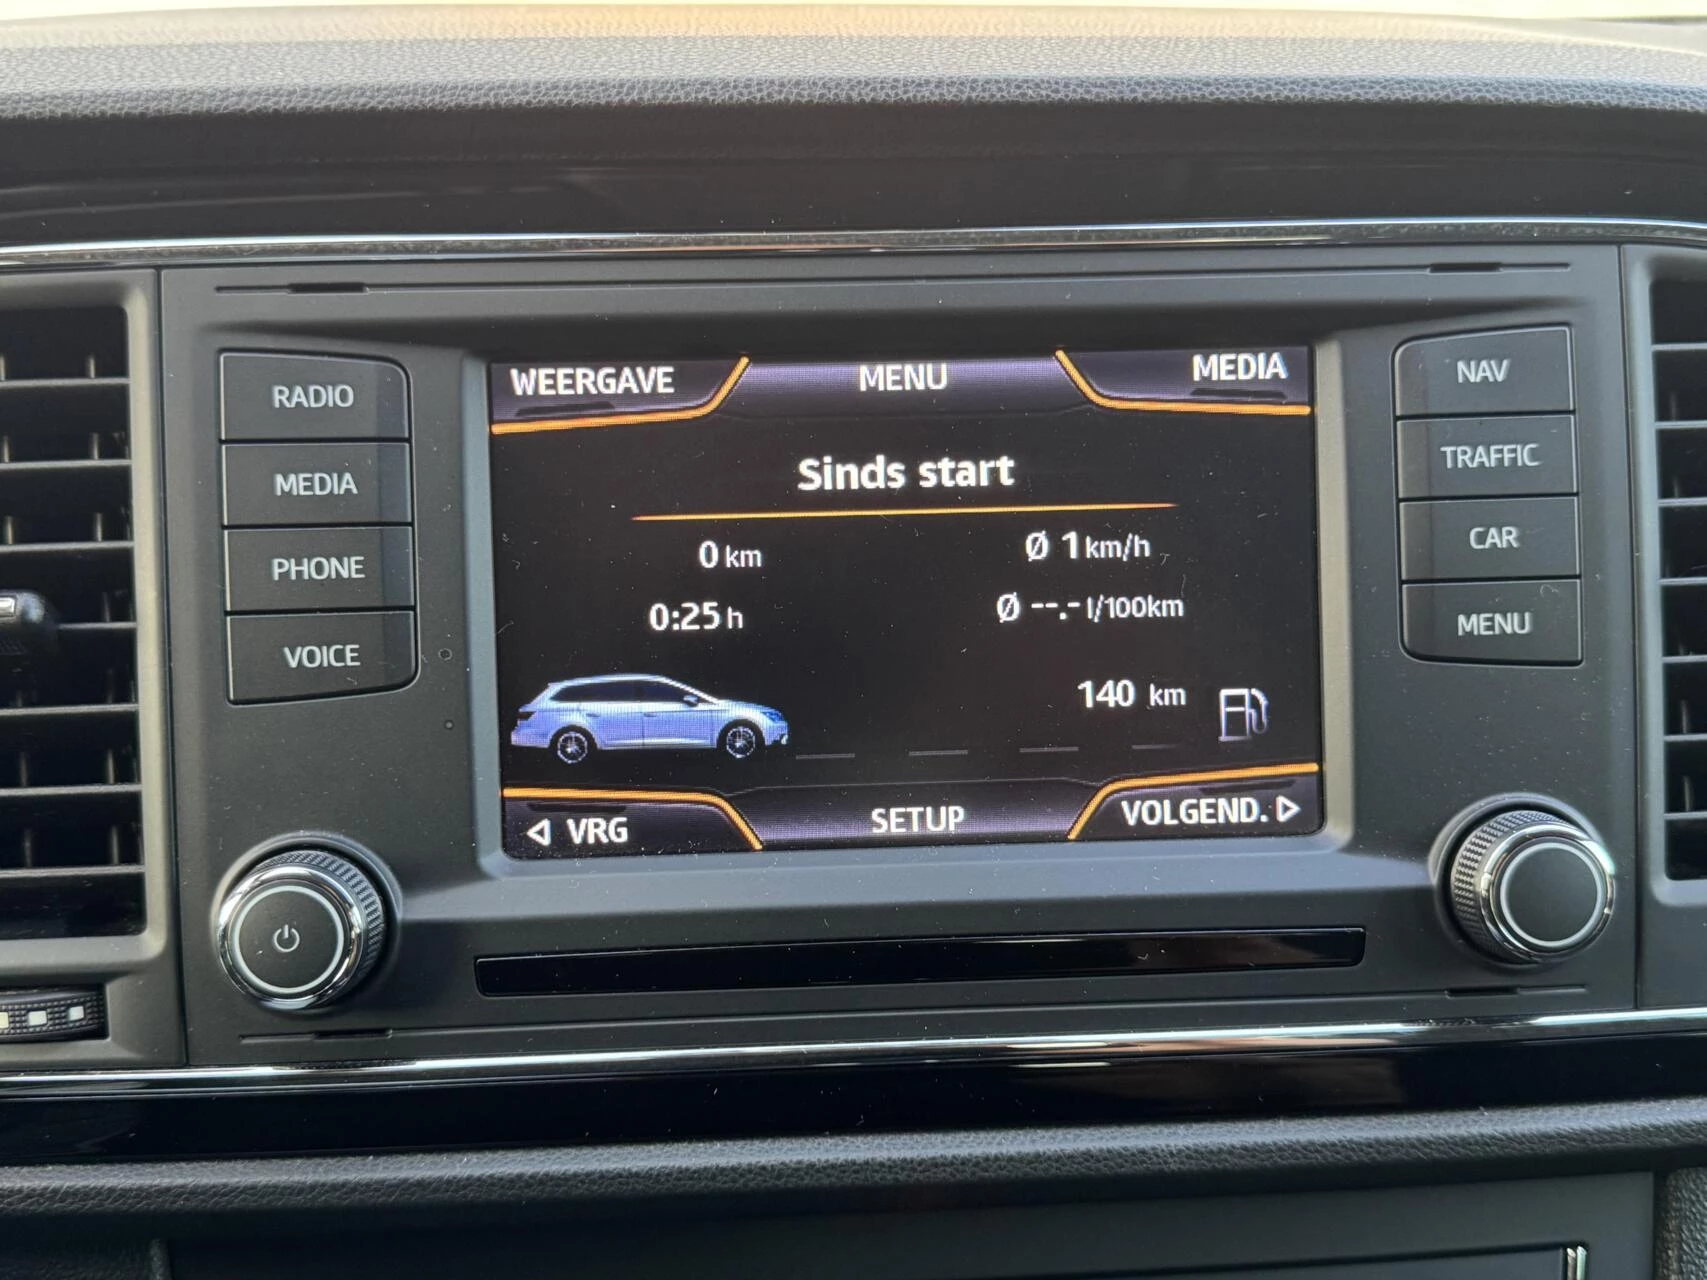 RADIO
MEDIA
PHONE
VOICE
WEERGAVE MENU MEDIA
Sinds start
0 km Ø 1 km/h
0:25 h Ø --.- l/100km
140 km
VRG SETUP VOLGEND.
NAV
TRAFFIC
CAR
MENU